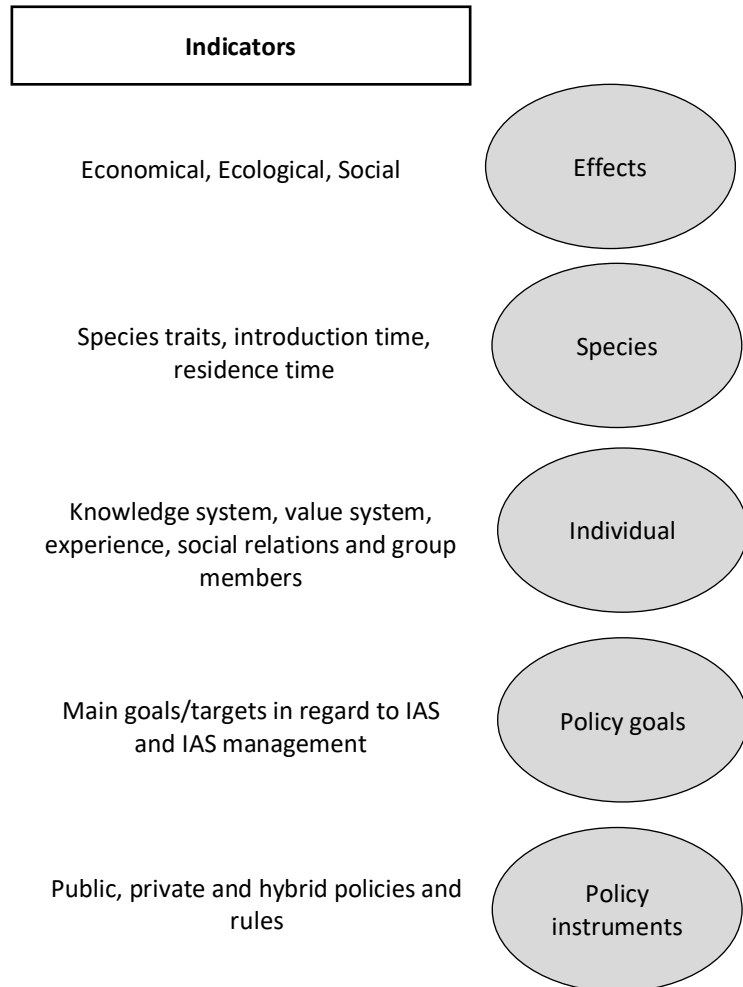 Indicators
Economical, Ecological, Social
Effects
Species traits, introduction time,
residence time
Species
Knowledge system, value system,
experience, social relations and group
members
Individual
Main goals/targets in regard to IAS
and IAS management
Policy goals
Public, private and hybrid policies and
rules
Policy
instruments